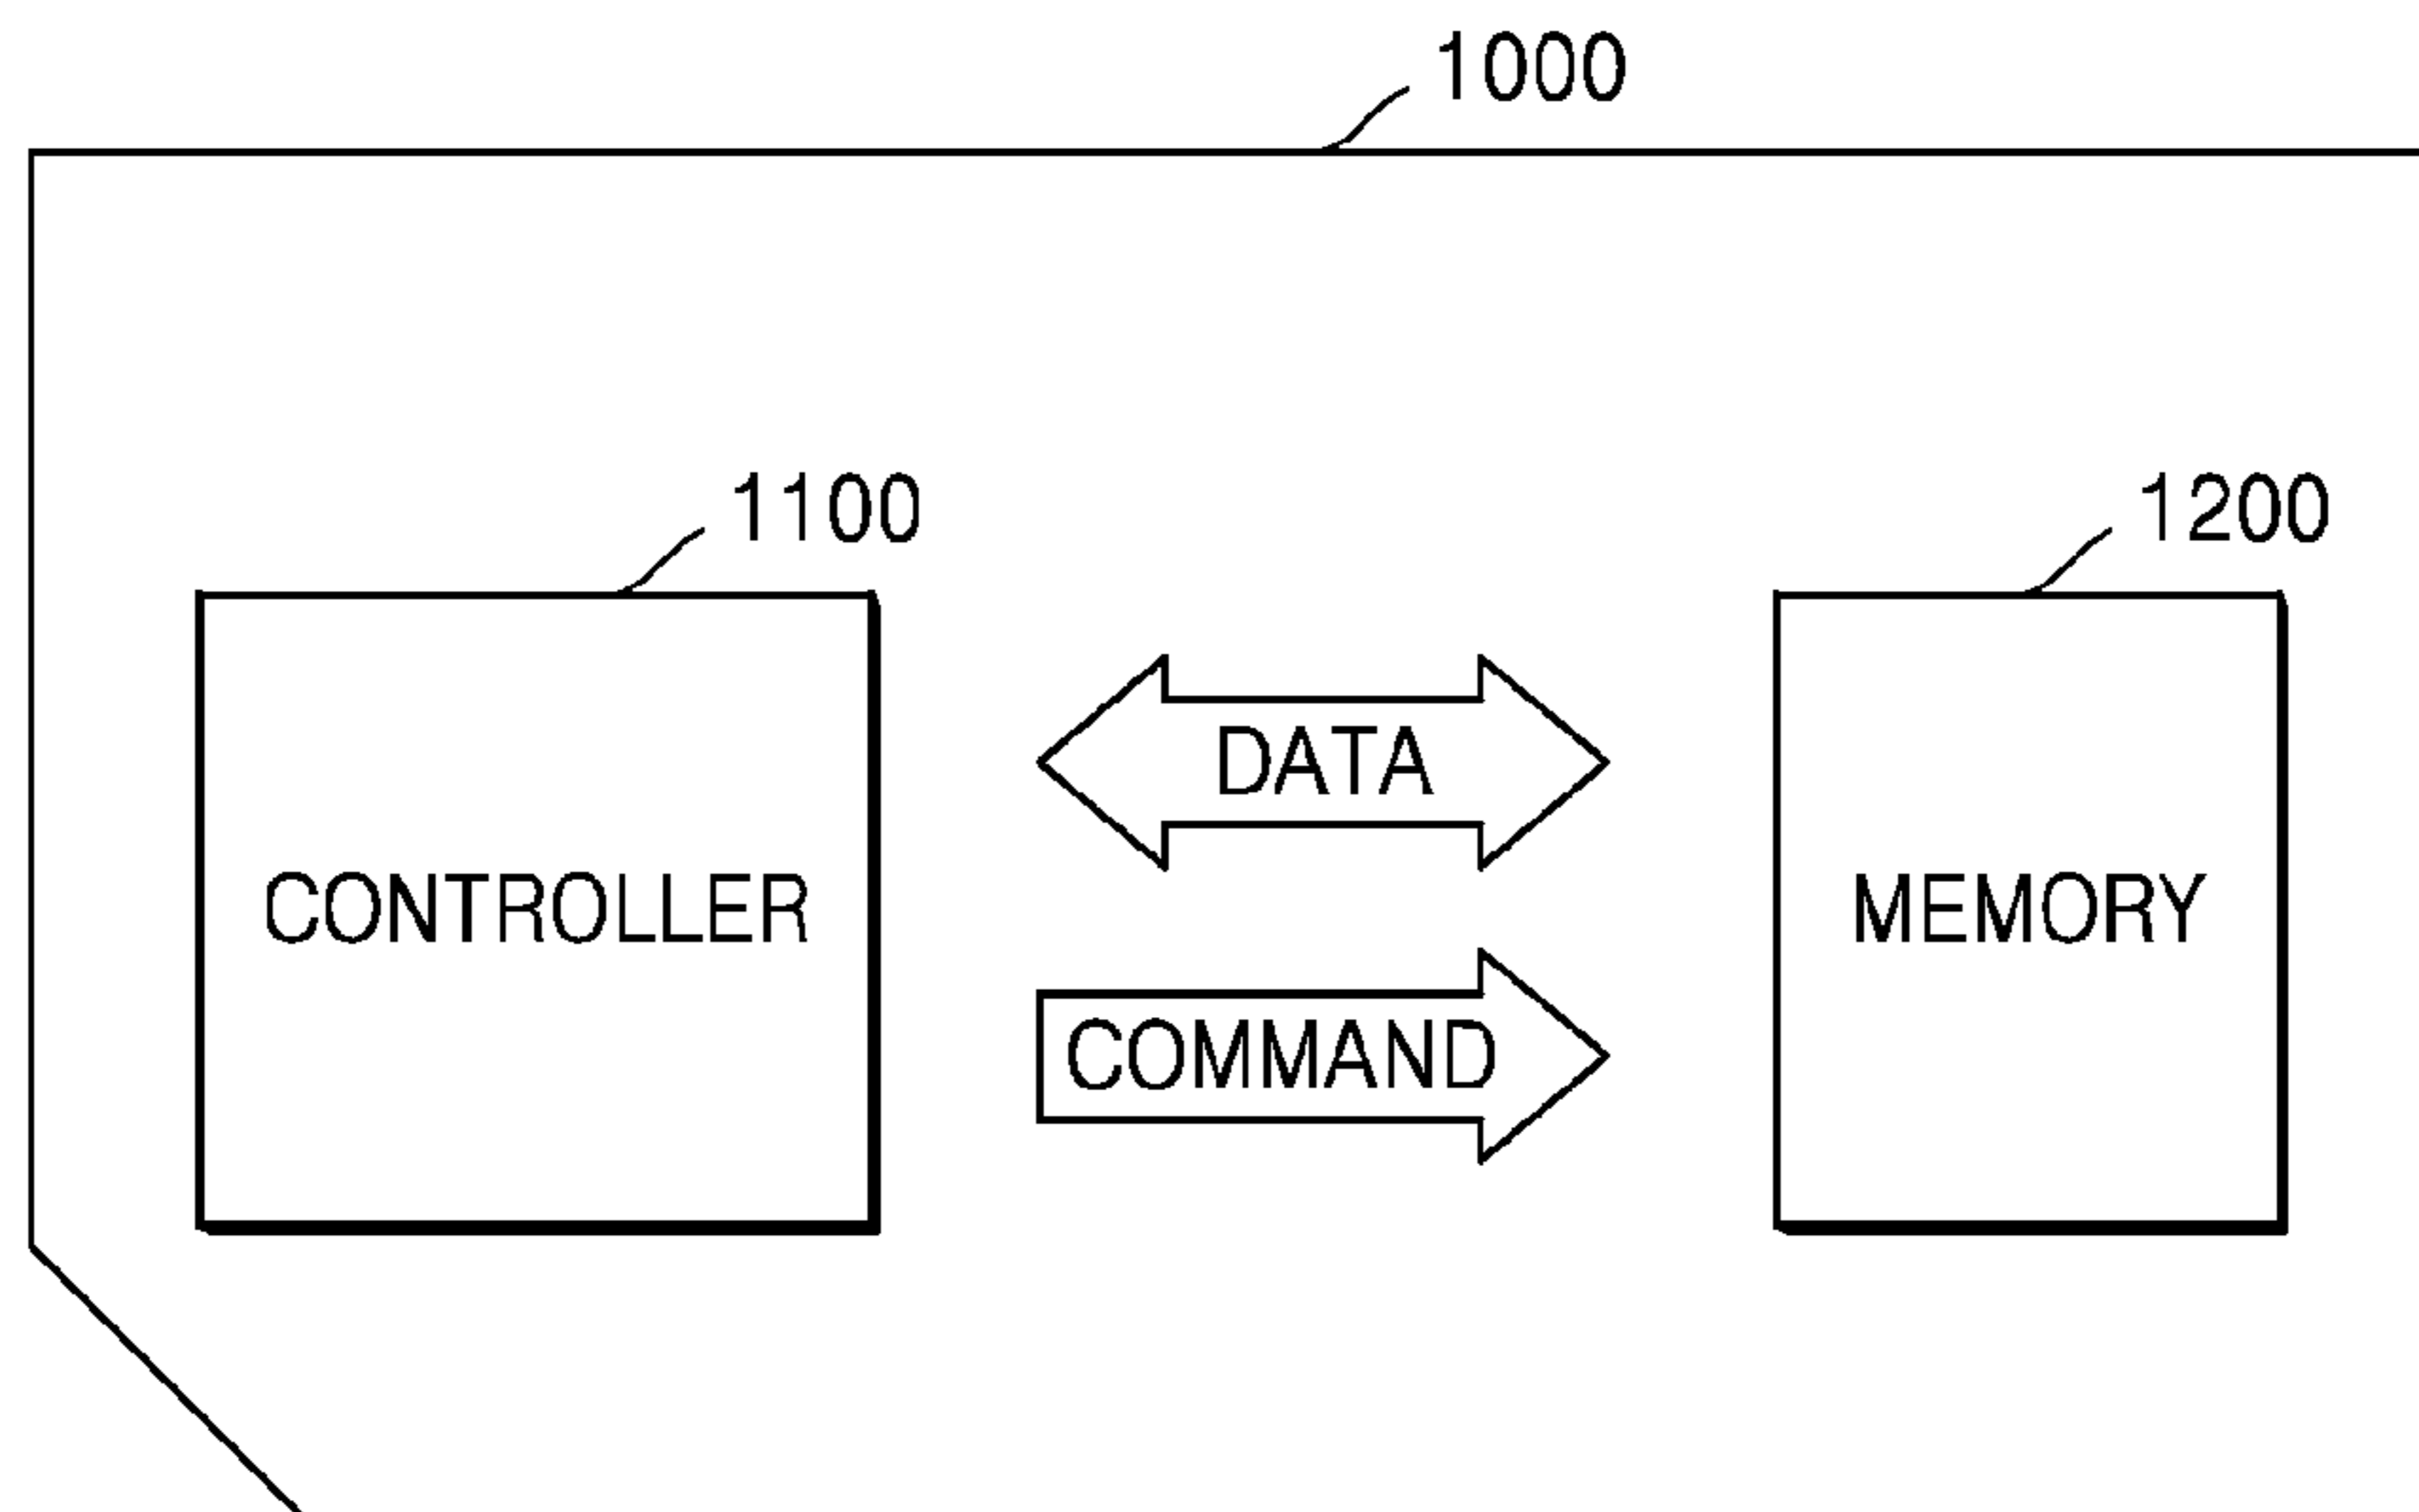 1000
1100
1200
DATA
CONTROLLER
MEMORY
COMMAND